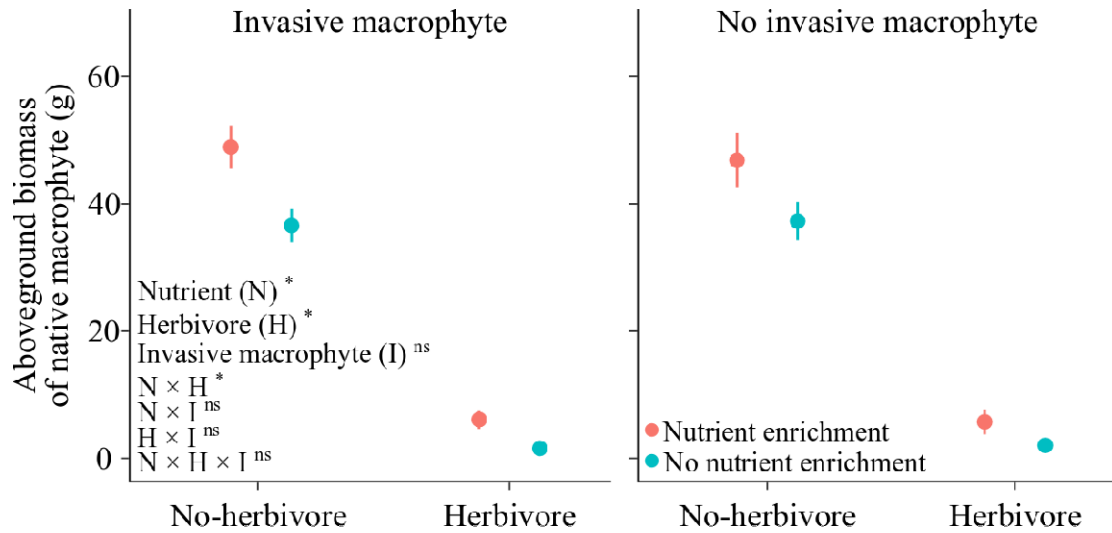 Invasive macrophyte
No invasive macrophyte
Aboveground biomass
of native macrophyte (g)
60
40
20
0
Nutrient (N) *
Herbivore (H) *
Invasive macrophyte (I) ns
N × H *
N × I ns
H × I ns
N × H × I ns
Nutrient enrichment
No nutrient enrichment
No-herbivore
Herbivore
No-herbivore
Herbivore